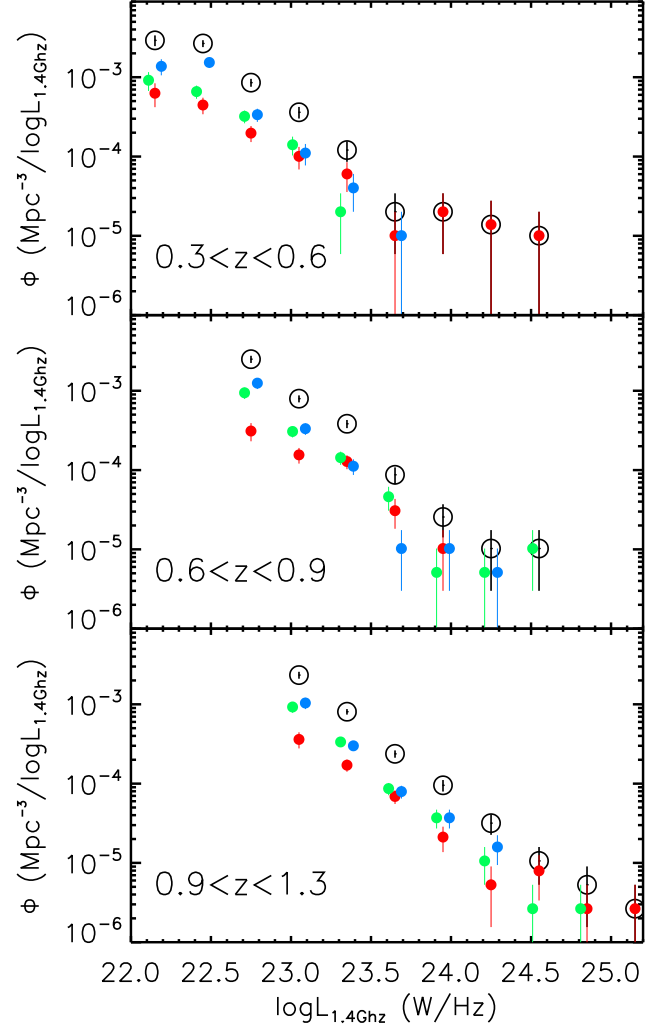 10⁻³
10⁻⁴
10⁻⁵
10⁻⁶
Φ (Mpc⁻³/logL₁.₄Ghz)
0.3<z<0.6
10⁻³
10⁻⁴
10⁻⁵
10⁻⁶
Φ (Mpc⁻³/logL₁.₄Ghz)
0.6<z<0.9
10⁻³
10⁻⁴
10⁻⁵
10⁻⁶
Φ (Mpc⁻³/logL₁.₄Ghz)
0.9<z<1.3
22.0 22.5 23.0 23.5 24.0 24.5 25.0
logL₁.₄Ghz (W/Hz)